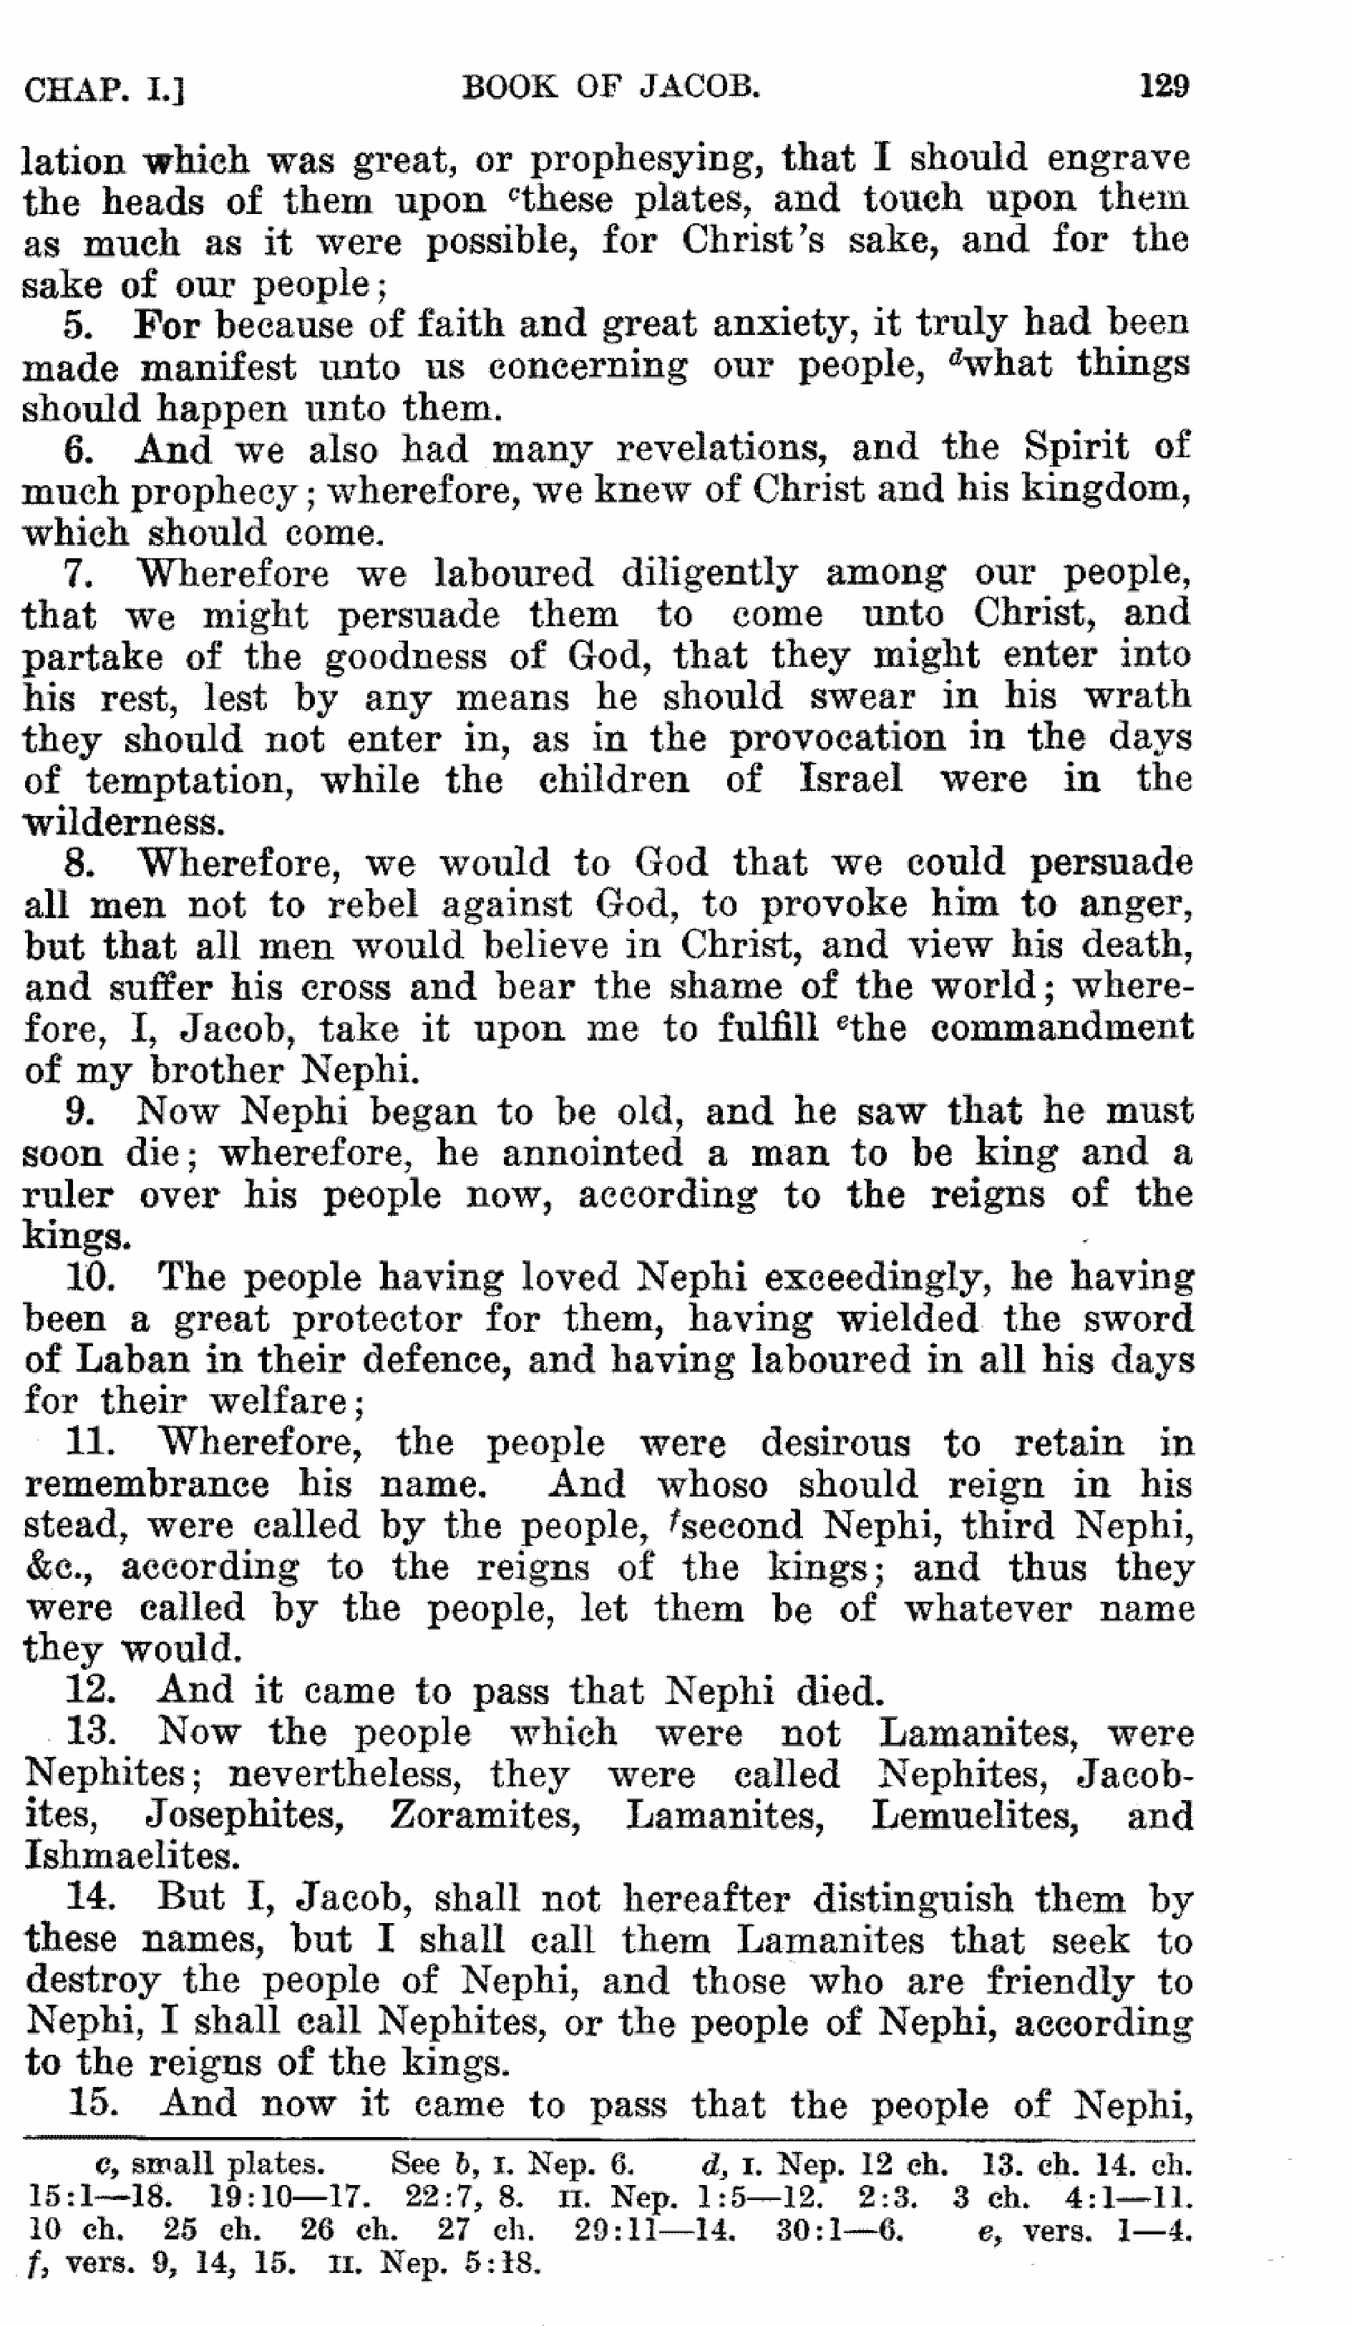 CHAP. I.] BOOK OF JACOB. 129
lation which was great, or prophesying, that I should engrave
the heads of them upon ᶜthese plates, and touch upon them
as much as it were possible, for Christ's sake, and for the
sake of our people;
5. For because of faith and great anxiety, it truly had been
made manifest unto us concerning our people, ᵈwhat things
should happen unto them.
6. And we also had many revelations, and the Spirit of
much prophecy; wherefore, we knew of Christ and his kingdom,
which should come.
7. Wherefore we laboured diligently among our people,
that we might persuade them to come unto Christ, and
partake of the goodness of God, that they might enter into
his rest, lest by any means he should swear in his wrath
they should not enter in, as in the provocation in the days
of temptation, while the children of Israel were in the
wilderness.
8. Wherefore, we would to God that we could persuade
all men not to rebel against God, to provoke him to anger,
but that all men would believe in Christ, and view his death,
and suffer his cross and bear the shame of the world; where-
fore, I, Jacob, take it upon me to fulfill ᵉthe commandment
of my brother Nephi.
9. Now Nephi began to be old, and he saw that he must
soon die; wherefore, he annointed a man to be king and a
ruler over his people now, according to the reigns of the
kings.
10. The people having loved Nephi exceedingly, he having
been a great protector for them, having wielded the sword
of Laban in their defence, and having laboured in all his days
for their welfare;
11. Wherefore, the people were desirous to retain in
remembrance his name. And whoso should reign in his
stead, were called by the people, ᶠsecond Nephi, third Nephi,
&c., according to the reigns of the kings; and thus they
were called by the people, let them be of whatever name
they would.
12. And it came to pass that Nephi died.
13. Now the people which were not Lamanites, were
Nephites; nevertheless, they were called Nephites, Jacob-
ites, Josephites, Zoramites, Lamanites, Lemuelites, and
Ishmaelites.
14. But I, Jacob, shall not hereafter distinguish them by
these names, but I shall call them Lamanites that seek to
destroy the people of Nephi, and those who are friendly to
Nephi, I shall call Nephites, or the people of Nephi, according
to the reigns of the kings.
15. And now it came to pass that the people of Nephi,
c, small plates. See b, I. Nep. 6. d, I. Nep. 12 ch. 13. ch. 14. ch.
15:1—18. 19:10—17. 22:7, 8. II. Nep. 1:5—12. 2:3. 3 ch. 4:1—11.
10 ch. 25 ch. 26 ch. 27 ch. 29:11—14. 30:1—6. e, vers. 1—4.
f, vers. 9, 14, 15. II. Nep. 5:18.